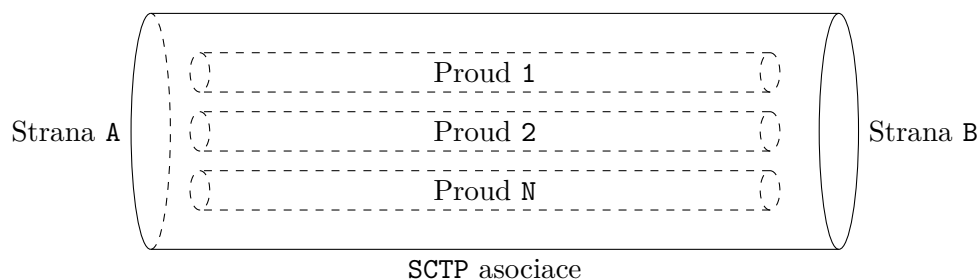 Proud 1
Strana A
Proud 2
Strana B
Proud N
SCTP asociace